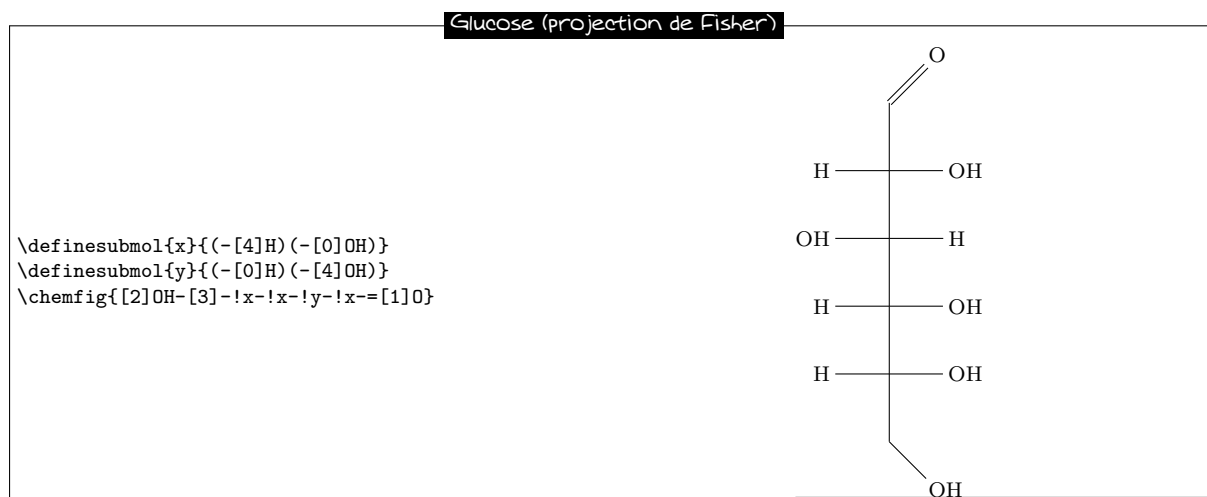 Glucose (projection de Fisher)
\definesubmol{x}{(-[4]H)(-[0]OH)}
\definesubmol{y}{(-[0]H)(-[4]OH)}
\chemfig{[2]OH-[3]-!x-!x-!y-!x-=[1]O}
O
H OH
OH H
H OH
H OH
OH